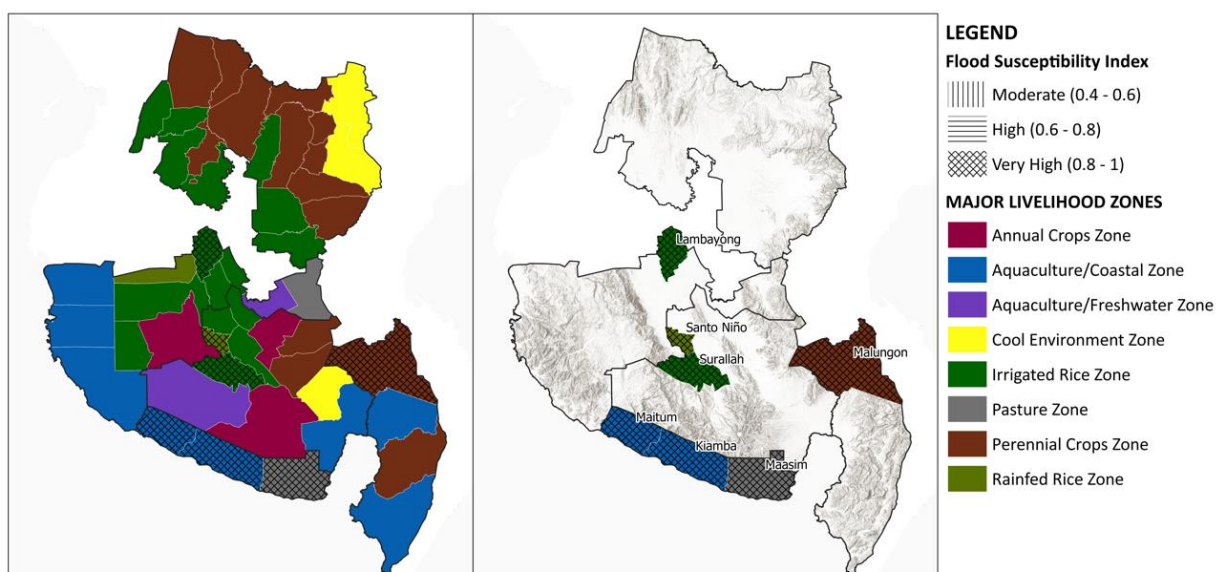 Lambayong
Santo Niño
Surallah
Malungon
Maitum
Kiamba
Maasim
LEGEND
Flood Susceptibility Index
Moderate (0.4 - 0.6)
High (0.6 - 0.8)
Very High (0.8 - 1)
MAJOR LIVELIHOOD ZONES
Annual Crops Zone
Aquaculture/Coastal Zone
Aquaculture/Freshwater Zone
Cool Environment Zone
Irrigated Rice Zone
Pasture Zone
Perennial Crops Zone
Rainfed Rice Zone